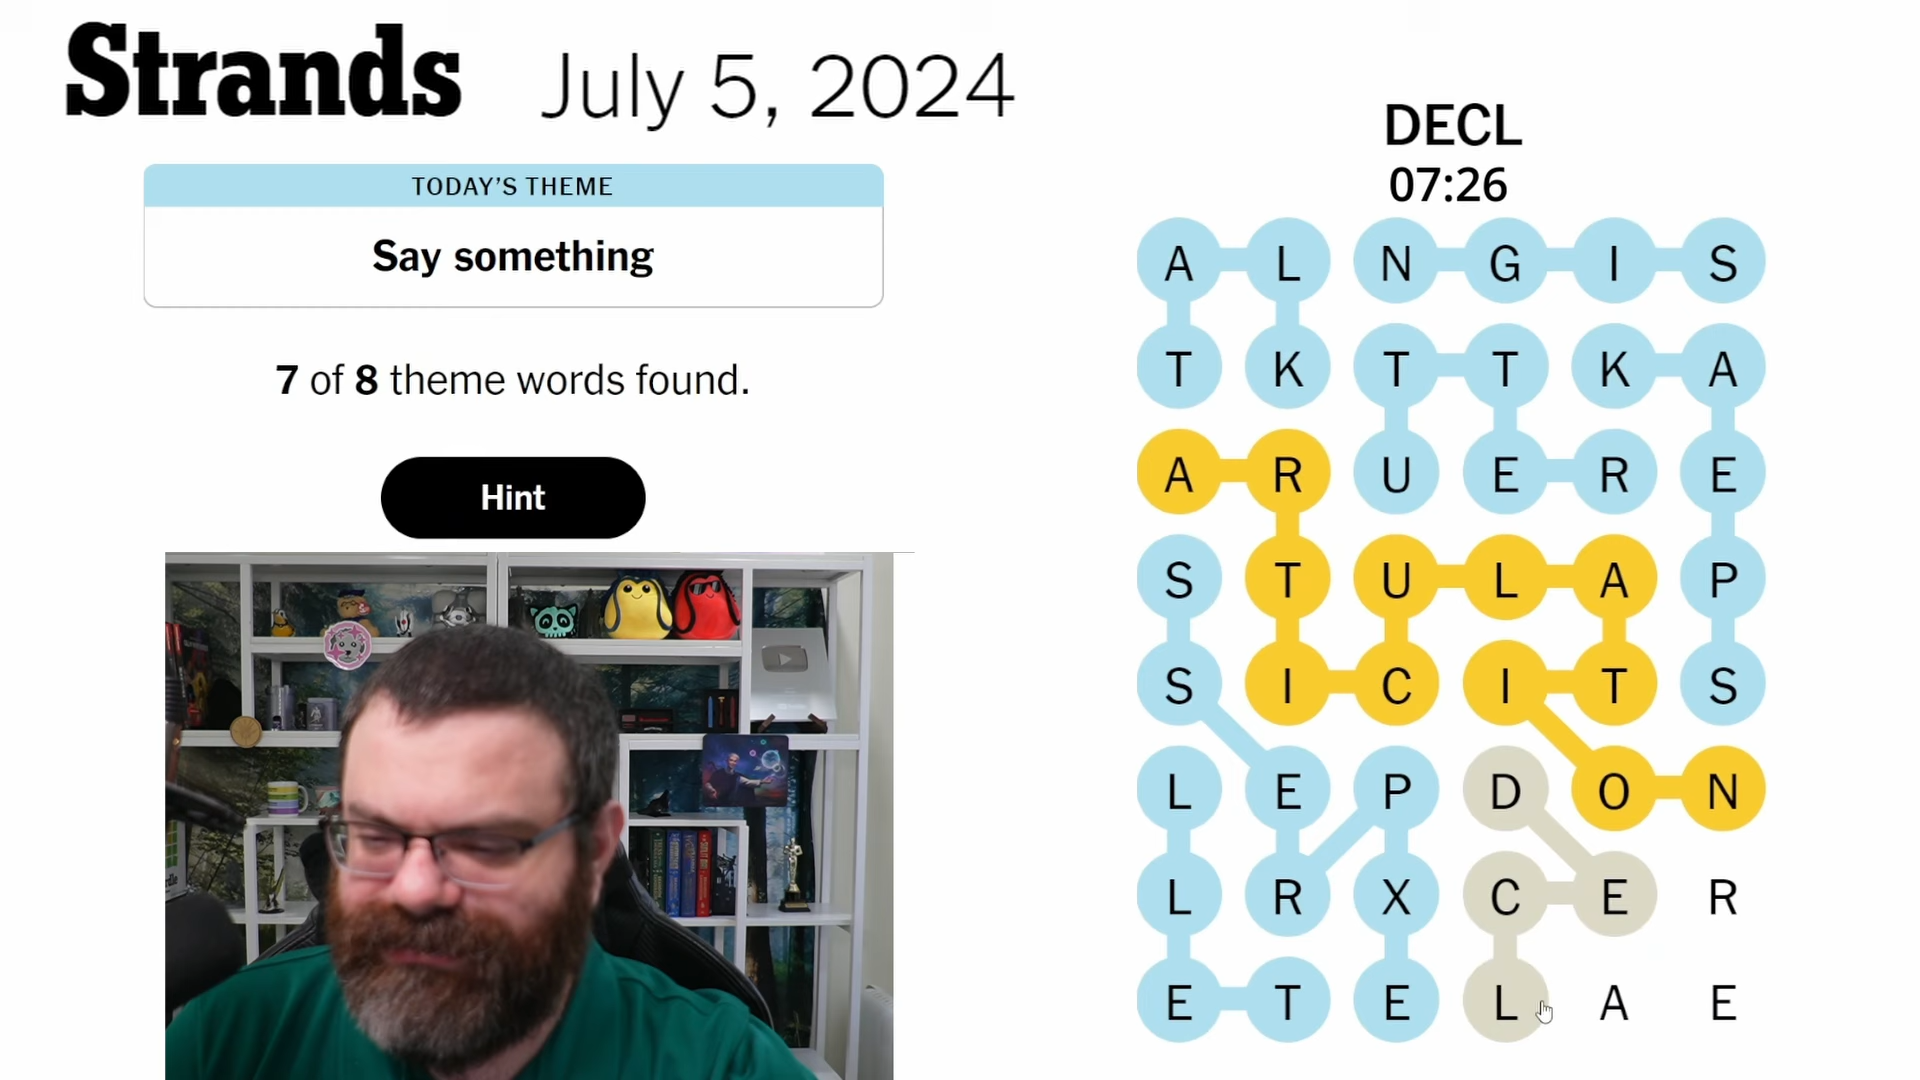 Strands July 5, 2024
TODAY'S THEME
Say something
7 of 8 theme words found.
Hint
DECL
07:26
A L N G I S
T K T T K A
A R U E R E
S T U L A P
S I C I T S
L E P D O N
L R X C E R
E T E L A E